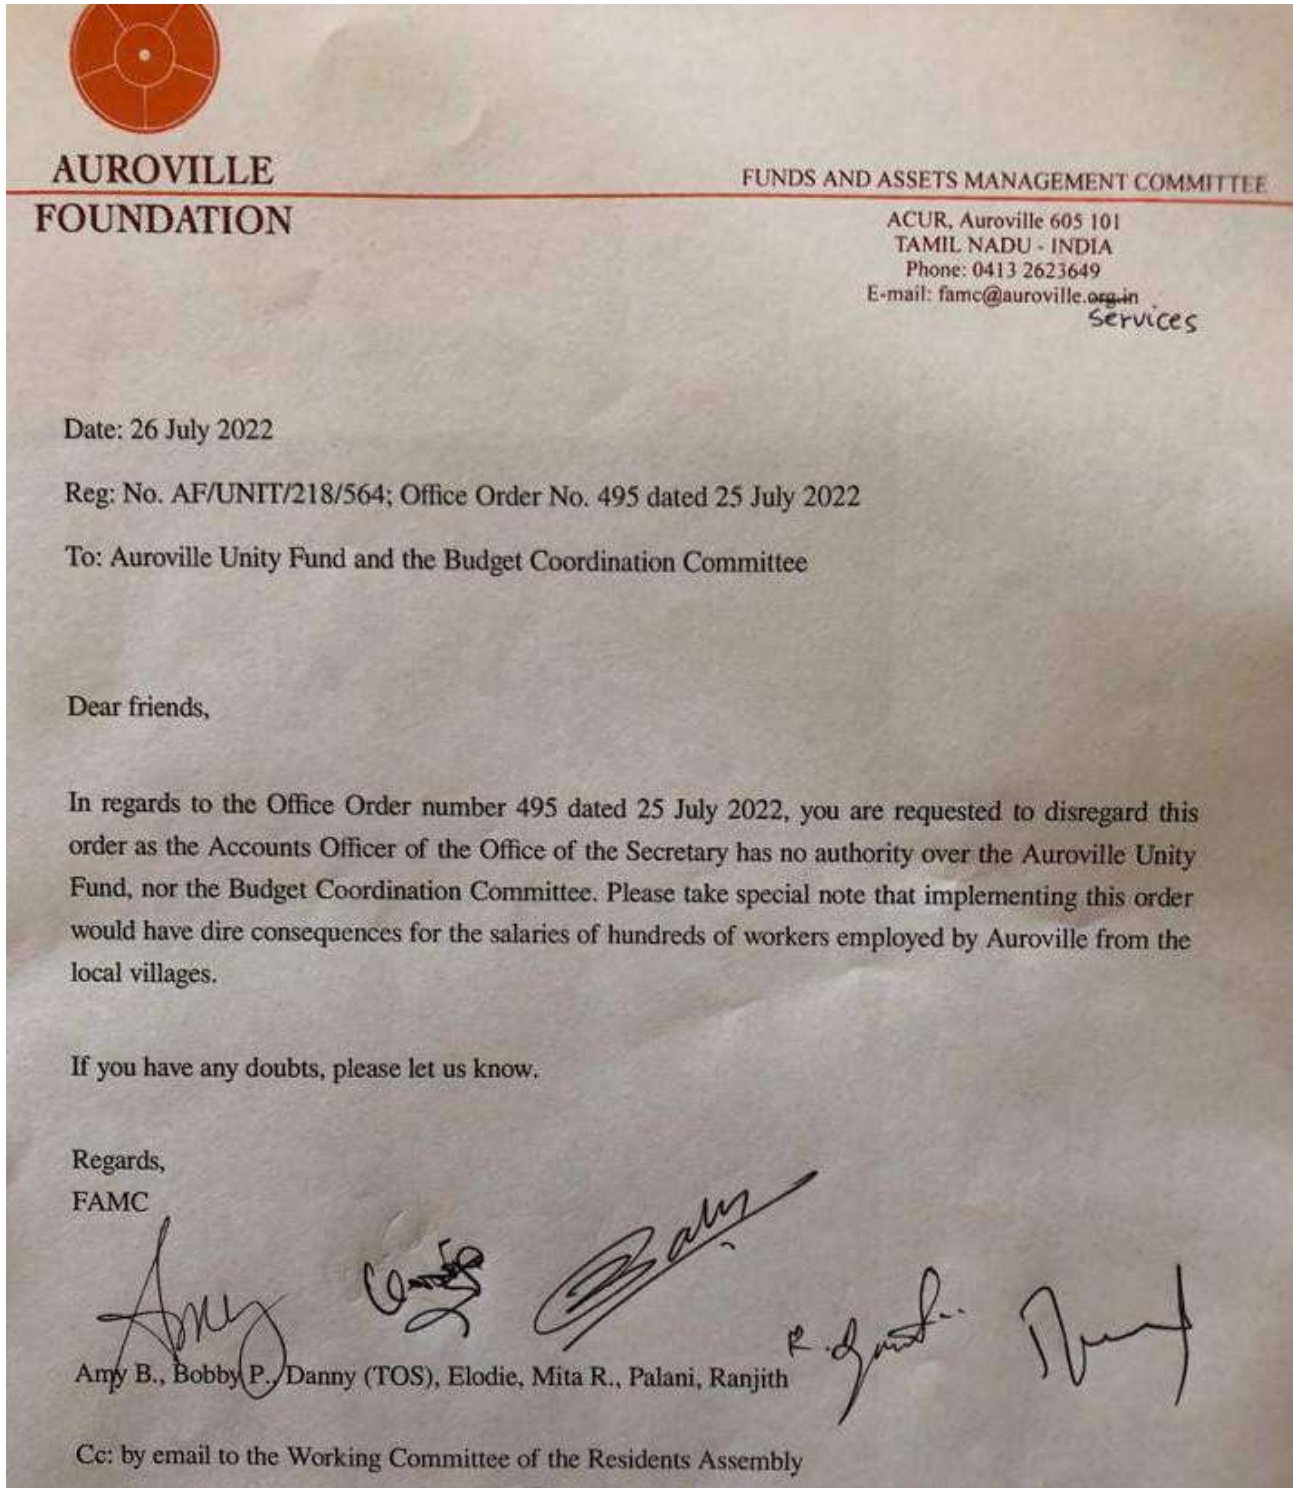 AUROVILLE
FOUNDATION
FUNDS AND ASSETS MANAGEMENT COMMITTEE
ACUR, Auroville 605 101
TAMIL NADU - INDIA
Phone: 0413 2623649
E-mail: famc@auroville.org.in
Services
Date: 26 July 2022
Reg: No. AF/UNIT/218/564; Office Order No. 495 dated 25 July 2022
To: Auroville Unity Fund and the Budget Coordination Committee
Dear friends,
In regards to the Office Order number 495 dated 25 July 2022, you are requested to disregard this
order as the Accounts Officer of the Office of the Secretary has no authority over the Auroville Unity
Fund, nor the Budget Coordination Committee. Please take special note that implementing this order
would have dire consequences for the salaries of hundreds of workers employed by Auroville from the
local villages.
If you have any doubts, please let us know.
Regards,
FAMC
Amy
Amy B., Bobby P., Danny (TOS), Elodie, Mita R., Palani, Ranjith
Cc: by email to the Working Committee of the Residents Assembly